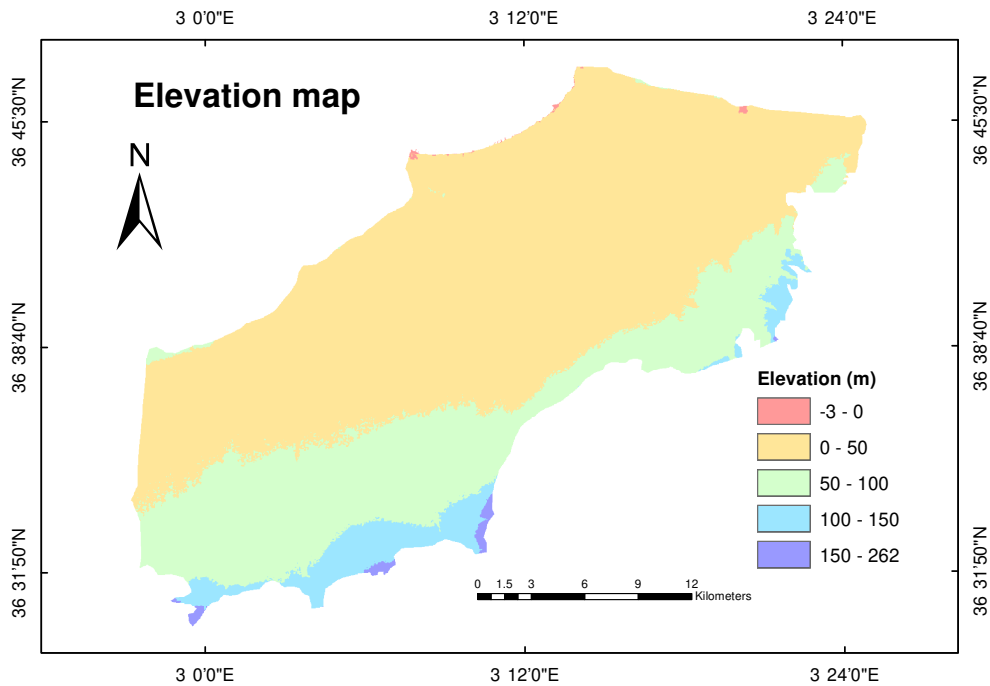 3 0'0"E 3 12'0"E 3 24'0"E
Elevation map
N
36 45'30"N 36 45'30"N
36 38'40"N 36 38'40"N
Elevation (m)
-3 - 0
0 - 50
50 - 100
100 - 150
150 - 262
36 31'50"N 36 31'50"N
0 1.5 3 6 9 12
Kilometers
3 0'0"E 3 12'0"E 3 24'0"E